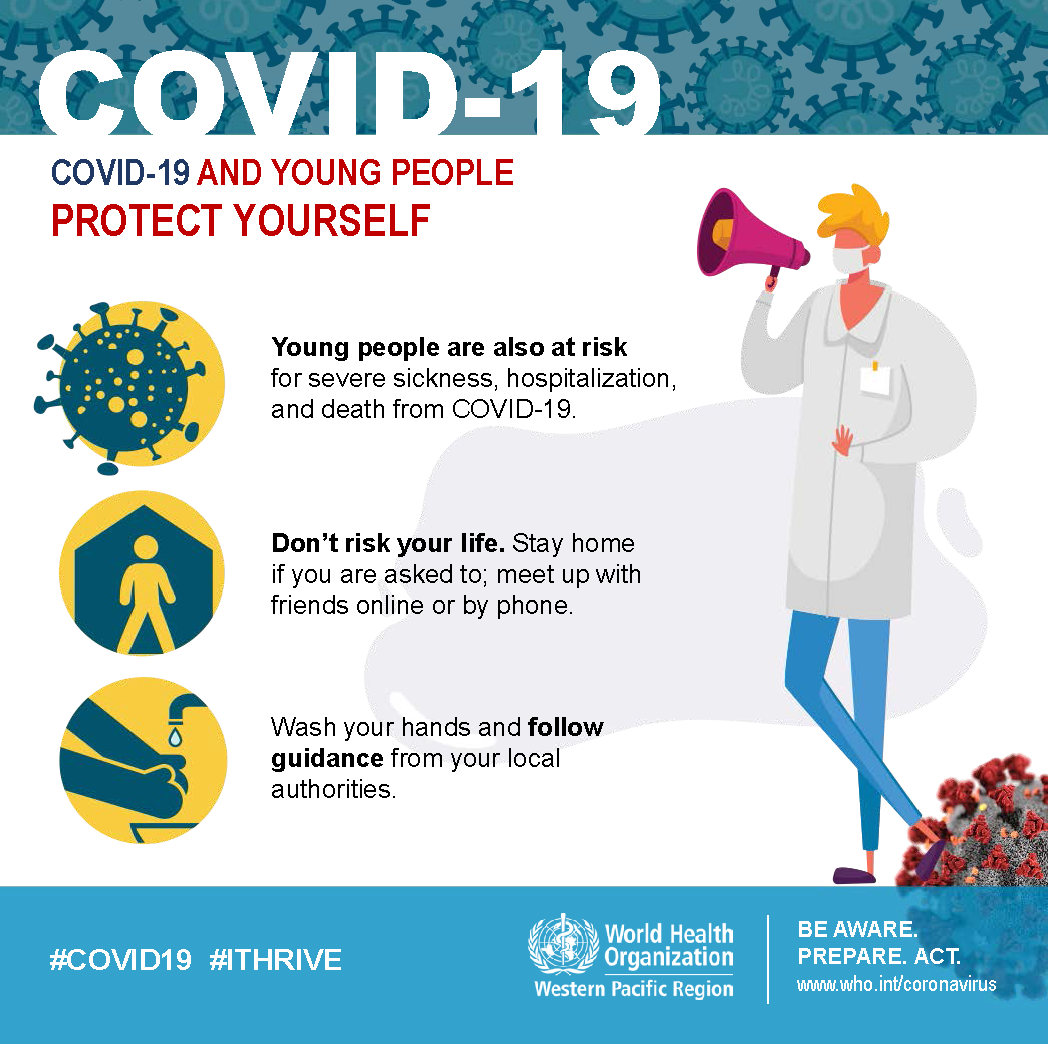 COVID-19
COVID-19 AND YOUNG PEOPLE
PROTECT YOURSELF
Young people are also at risk
for severe sickness, hospitalization,
and death from COVID-19.
Don’t risk your life. Stay home
if you are asked to; meet up with
friends online or by phone.
Wash your hands and follow
guidance from your local
authorities.
#COVID19 #ITHRIVE
World Health
Organization
Western Pacific Region
BE AWARE.
PREPARE. ACT.
www.who.int/coronavirus